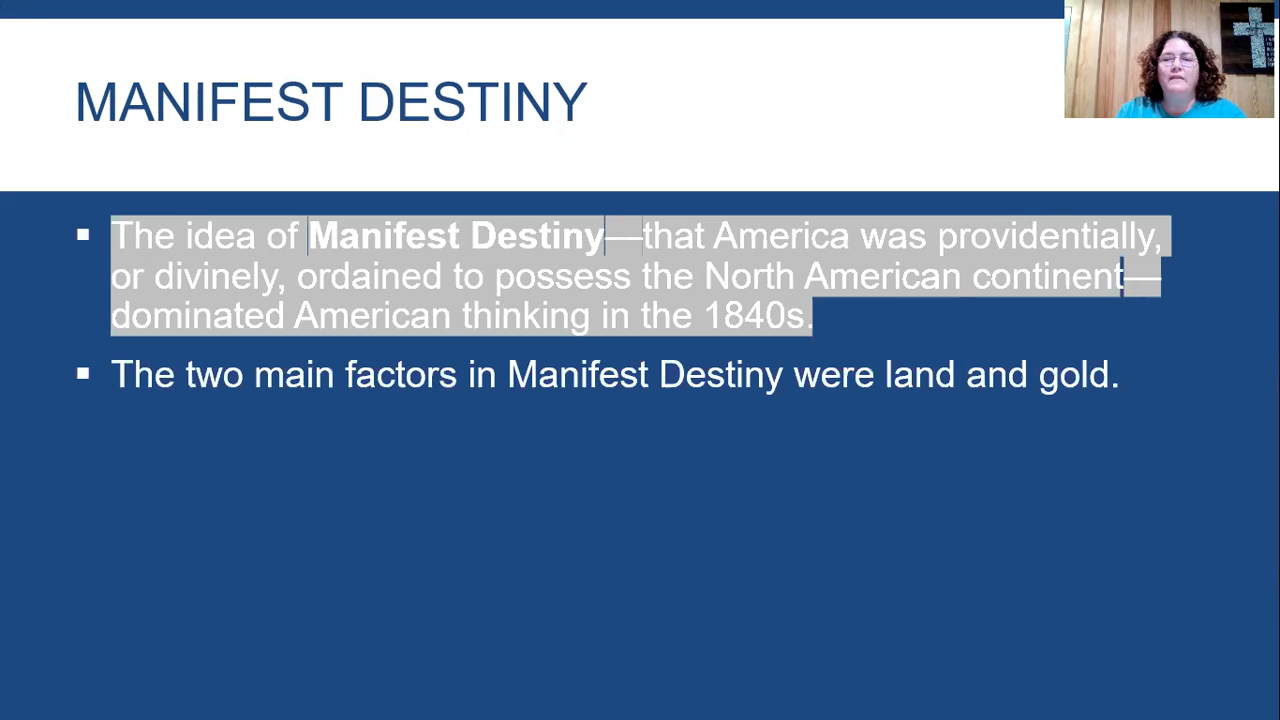 MANIFEST DESTINY
▪ The idea of Manifest Destiny—that America was providentially,
or divinely, ordained to possess the North American continent—
dominated American thinking in the 1840s.
▪ The two main factors in Manifest Destiny were land and gold.